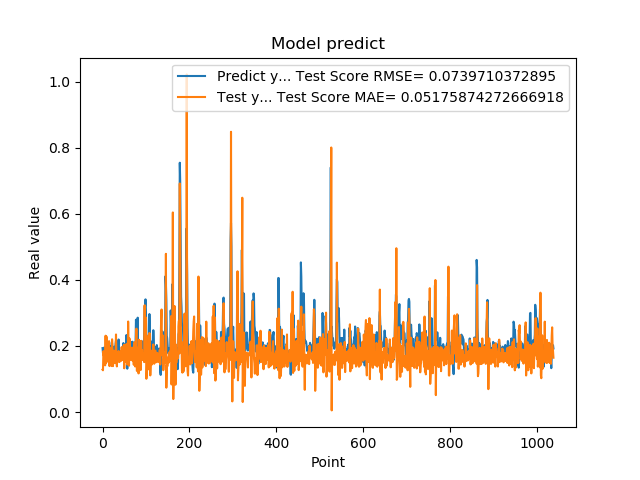 Model predict
Predict y... Test Score RMSE= 0.0739710372895
Test y... Test Score MAE= 0.05175874272666918
1.0
0.8
0.6
0.4
0.2
0.0
Real value
0 200 400 600 800 1000
Point